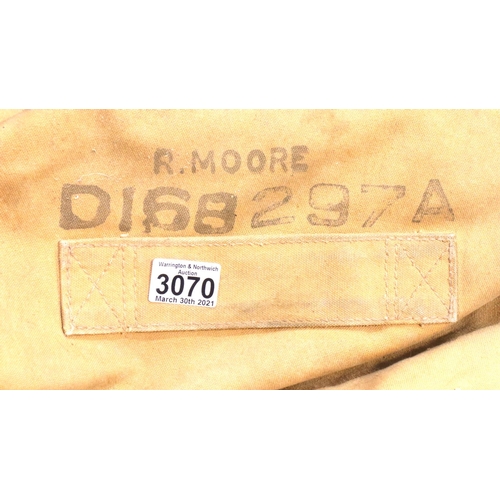 R.MOORE
D168297A
Warrington & Northwich
Auction
3070
March 30th 2021